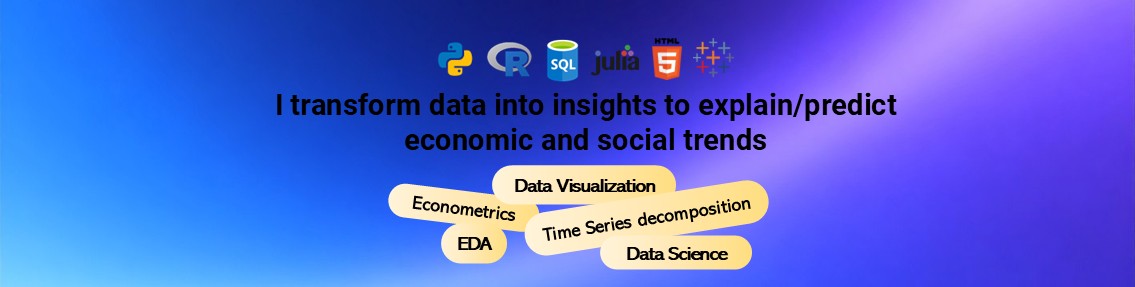 R
SQL
julia
HTML
5
I transform data into insights to explain/predict
economic and social trends
Data Visualization
Econometrics
Time Series decomposition
EDA
Data Science